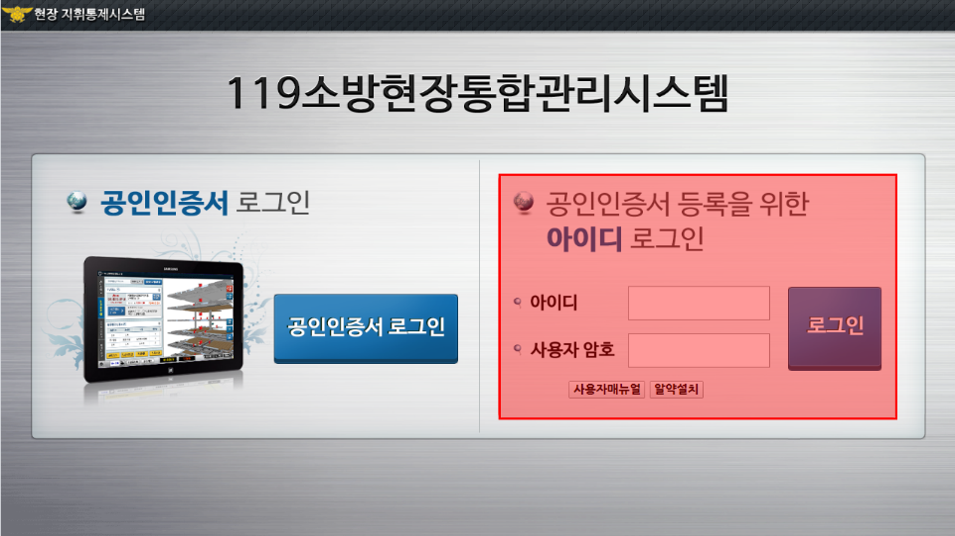 현장 지휘통제시스템
119소방현장통합관리시스템
공인인증서 로그인
SAMSUNG
공인인증서 로그인
공인인증서 등록을 위한
아이디 로그인
아이디
사용자 암호
로그인
사용자매뉴얼 알약설치